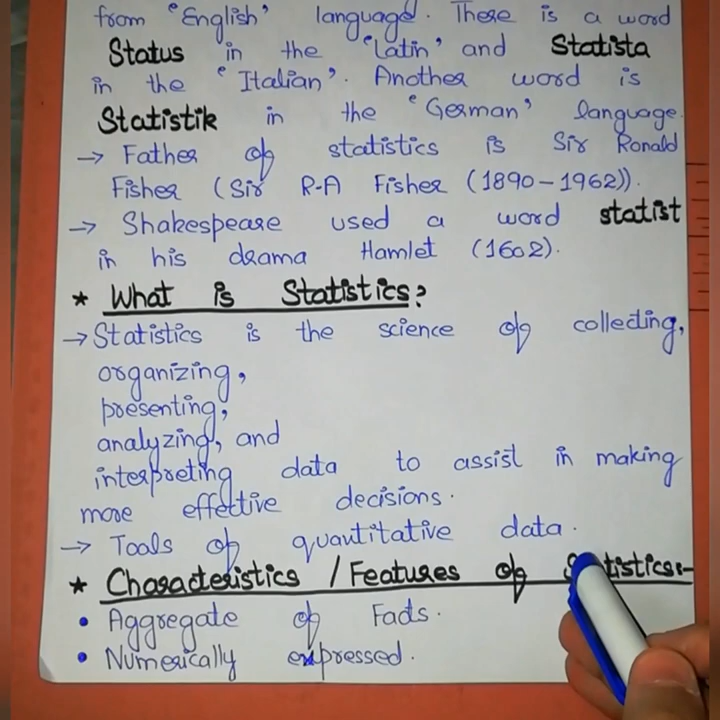 from "English" language. There is a word
Status in the "Latin" and Statista
in the "Italian". Another word is
Statistik in the "German" language.
→ Father of statistics is Sir Ronald
Fisher (Sir R-A Fisher (1890-1962)).
→ Shakespeare used a word statist
in his drama Hamlet (1602).
* What is Statistics?
→ Statistics is the science of collecting,
organizing,
presenting,
analyzing, and
interpreting data to assist in making
more effective decisions.
→ Tools of quantitative data.
* Characteristics / Features of Statistics:-
• Aggregate of Facts.
• Numerically expressed.